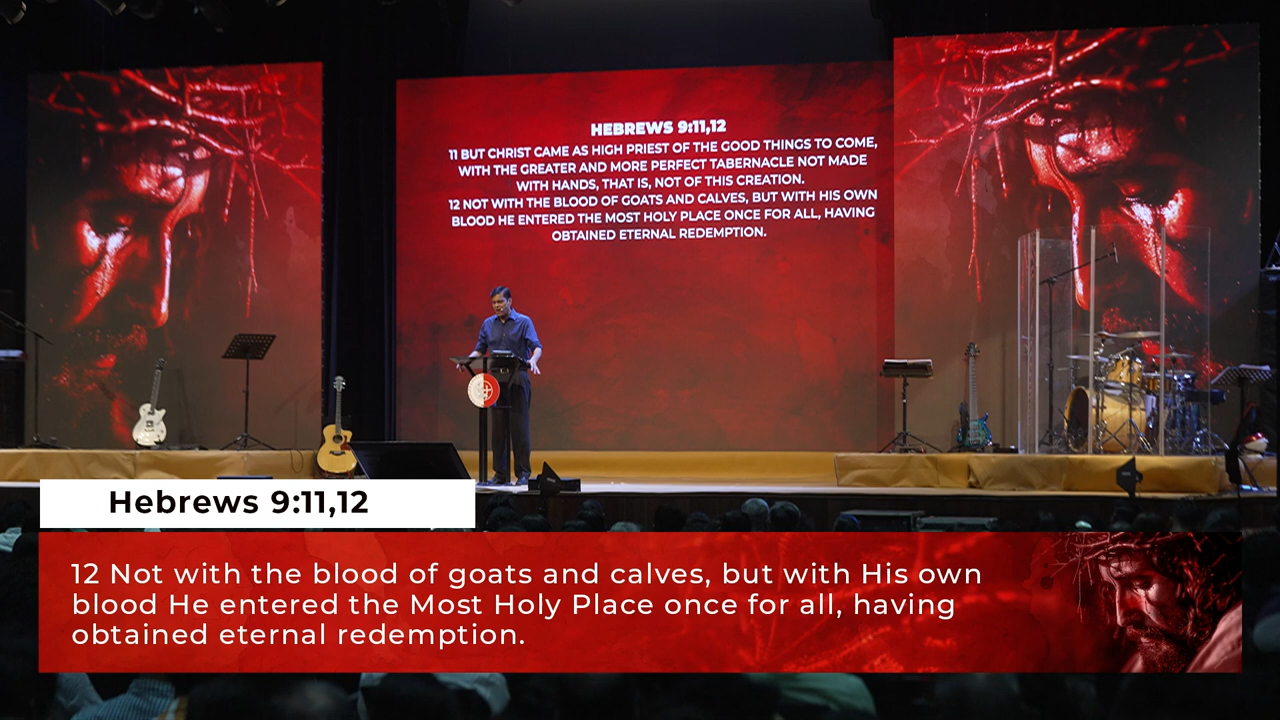 HEBREWS 9:11,12
11 BUT CHRIST CAME AS HIGH PRIEST OF THE GOOD THINGS TO COME,
WITH THE GREATER AND MORE PERFECT TABERNACLE NOT MADE
WITH HANDS, THAT IS, NOT OF THIS CREATION.
12 NOT WITH THE BLOOD OF GOATS AND CALVES, BUT WITH HIS OWN
BLOOD HE ENTERED THE MOST HOLY PLACE ONCE FOR ALL, HAVING
OBTAINED ETERNAL REDEMPTION.
Hebrews 9:11,12
12 Not with the blood of goats and calves, but with His own
blood He entered the Most Holy Place once for all, having
obtained eternal redemption.